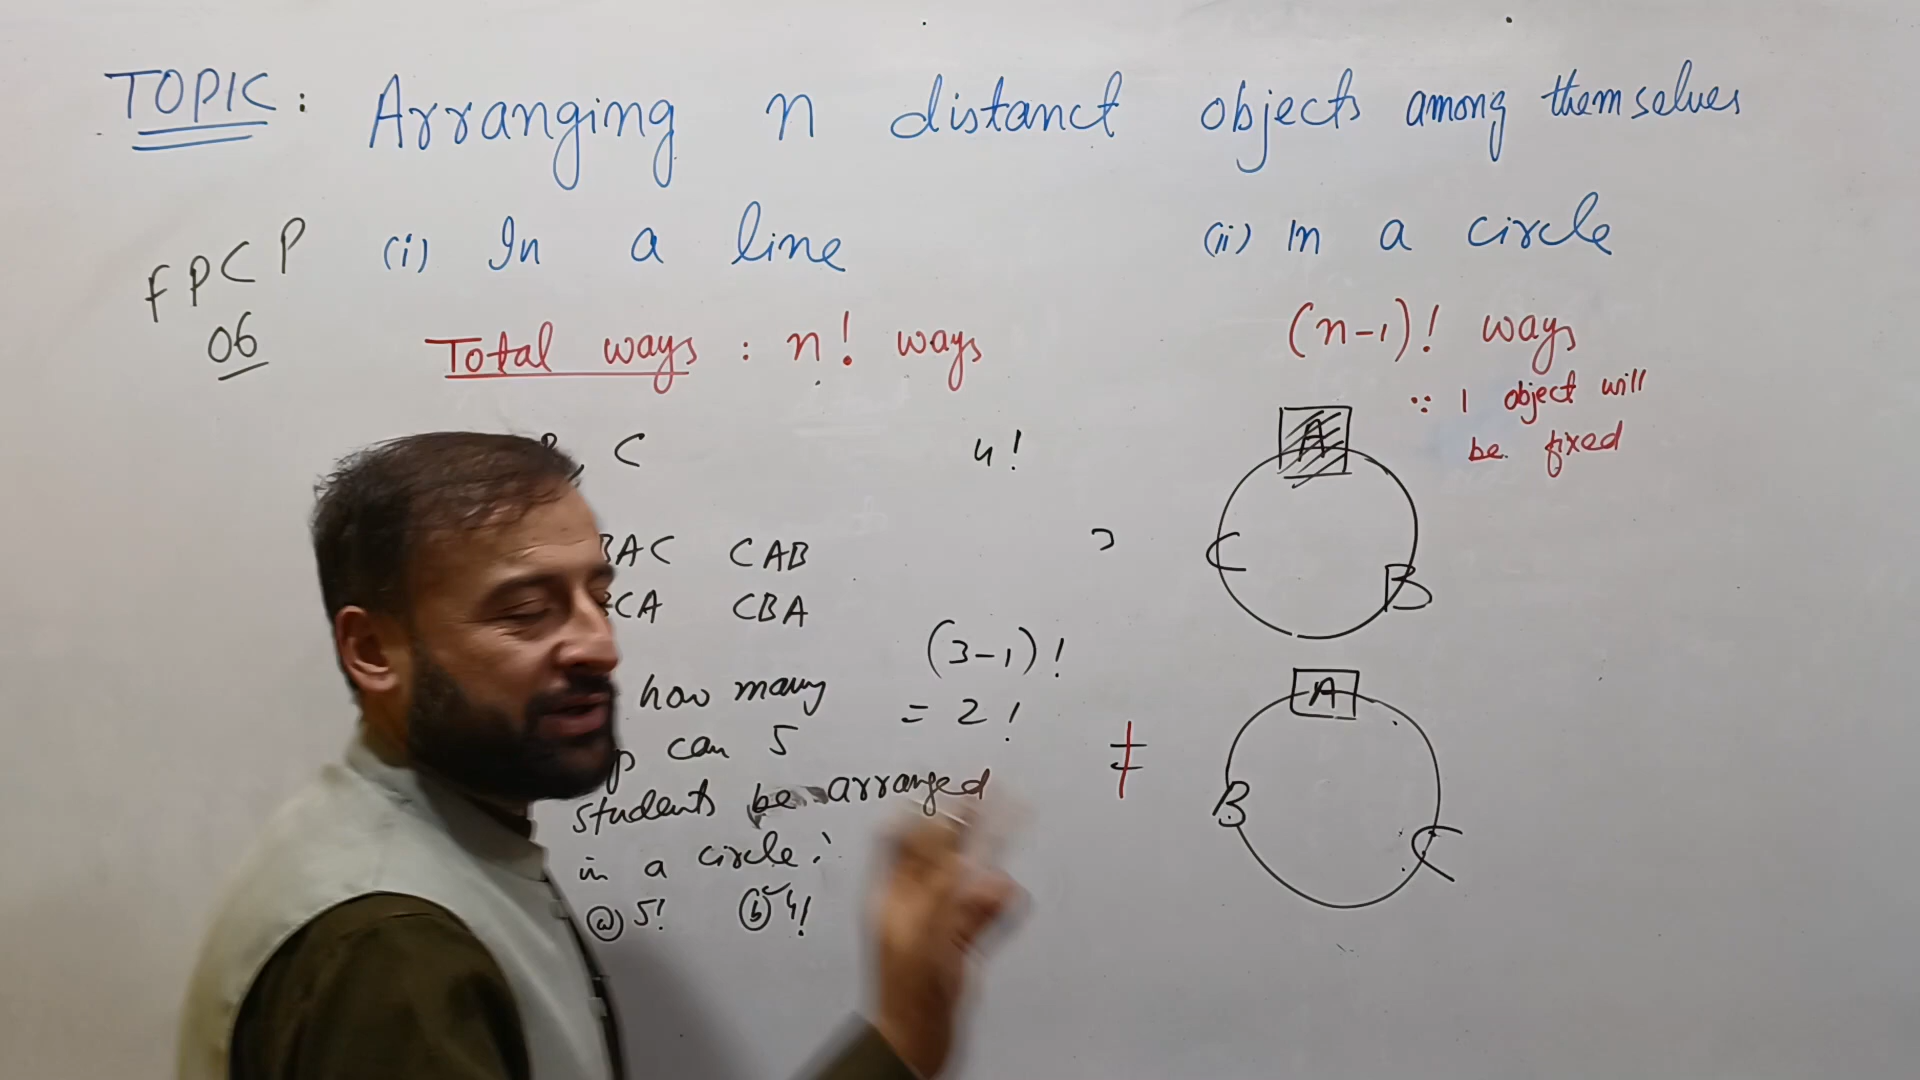 TOPIC: Arranging n distanct objects among themselves
FPCP
06
(i) In a line
Total ways : n! ways
, C
4!
BAC CAB
BCA CBA
(3-1)!
= 2!
how many
can 5
students be arranged
in a circle?
(a) 5! (b) 4!
(ii) In a circle
(n-1)! ways
∵ 1 object will
be fixed
A
C
B
≠
A
B
C